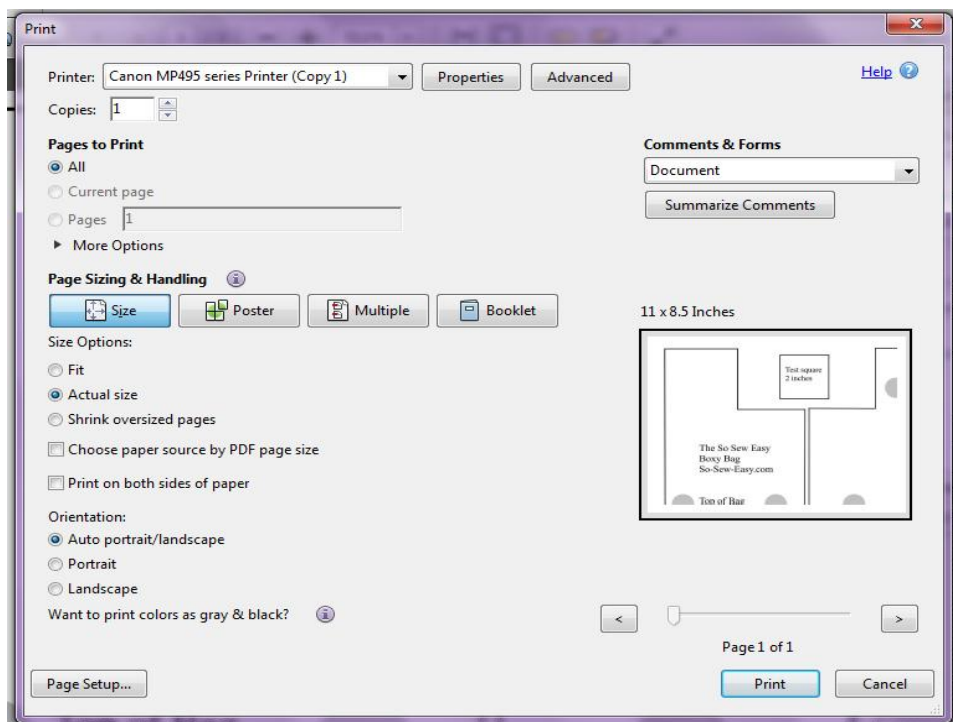 Print
Printer: Canon MP495 series Printer (Copy 1) Properties Advanced Help
Copies: 1
Pages to Print
All
Current page
Pages 1
More Options
Comments & Forms
Document
Summarize Comments
Page Sizing & Handling
Size Poster Multiple Booklet
Size Options:
Fit
Actual size
Shrink oversized pages
Choose paper source by PDF page size
Print on both sides of paper
Orientation:
Auto portrait/landscape
Portrait
Landscape
Want to print colors as gray & black?
11 x 8.5 Inches
Test square
2 inches
The So Sew Easy
Boxy Bag
So-Sew-Easy.com
Top of Bag
< >
Page 1 of 1
Page Setup... Print Cancel